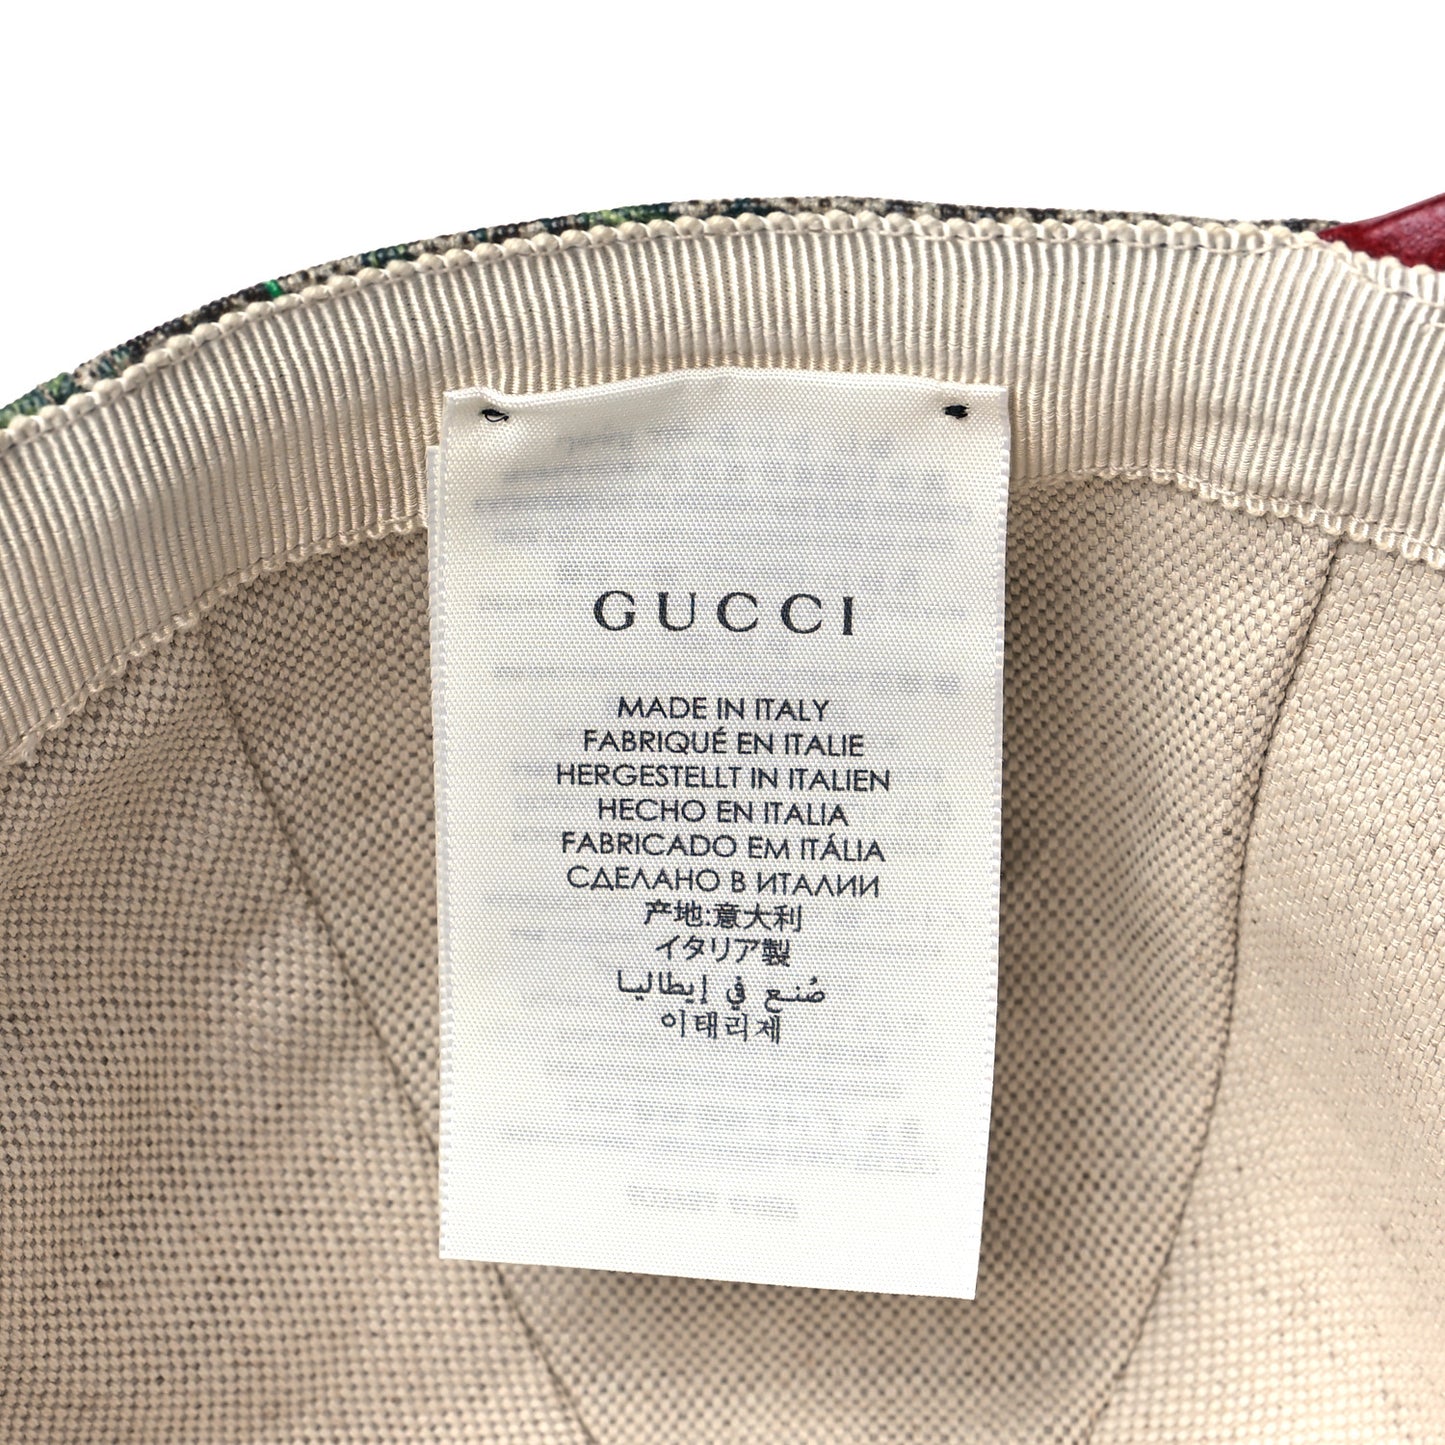 GUCCI
MADE IN ITALY
FABRIQUÉ EN ITALIE
HERGESTELLT IN ITALIEN
HECHO EN ITALIA
FABRICADO EM ITÁLIA
СДЕЛАНО В ИТАЛИИ
产地:意大利
イタリア製
صُنع في إيطاليا
이태리제